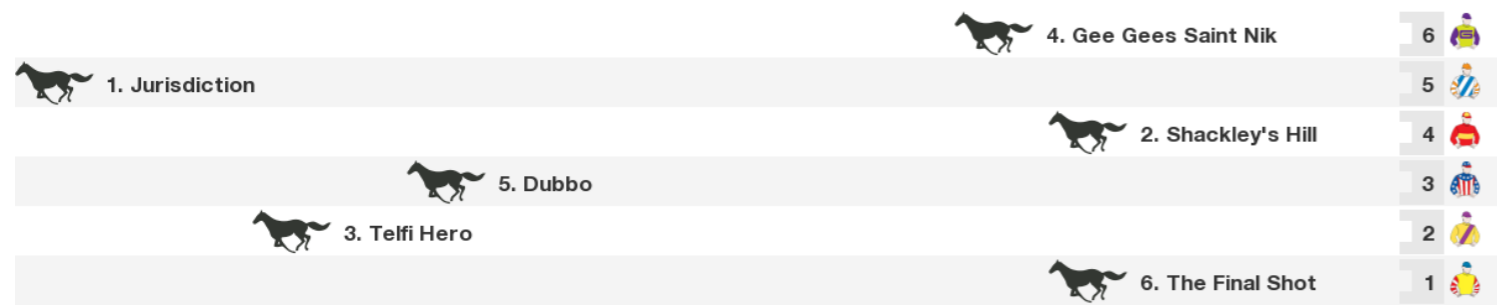 4. Gee Gees Saint Nik 6
1. Jurisdiction 5
2. Shackley's Hill 4
5. Dubbo 3
3. Telfi Hero 2
6. The Final Shot 1